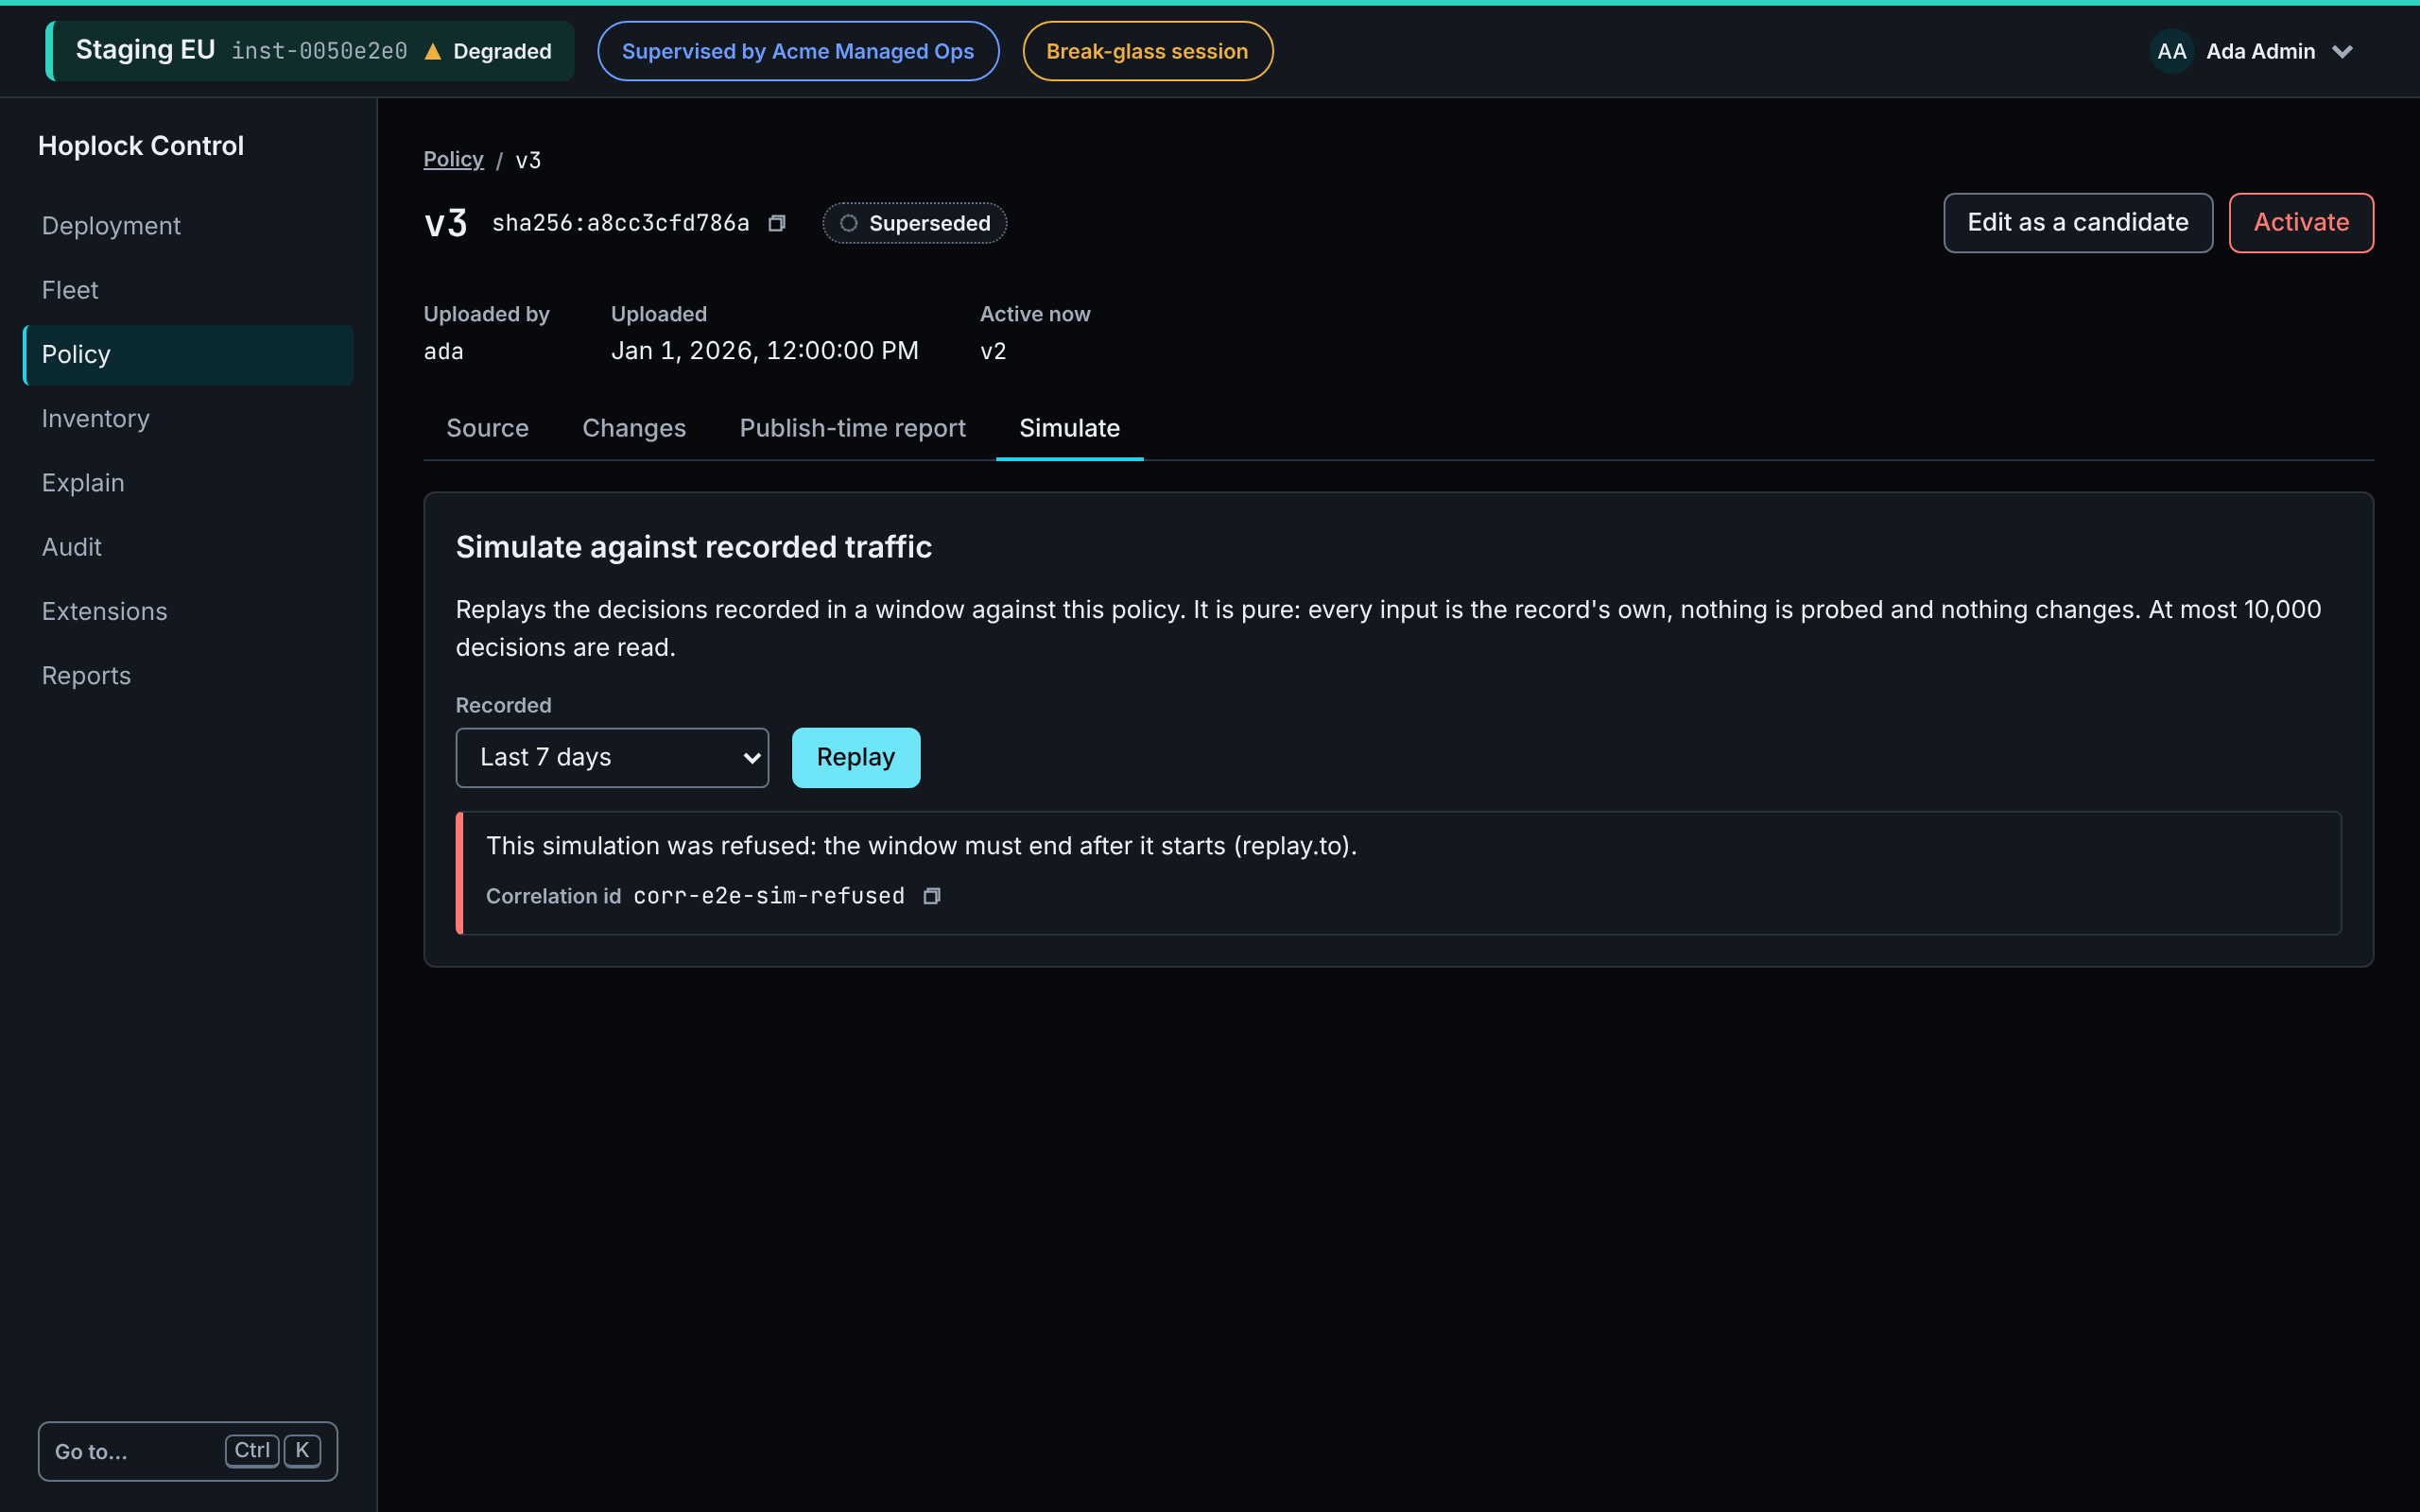 Staging EU inst-0050e2e0 Degraded
Supervised by Acme Managed Ops
Break-glass session
AA Ada Admin
Hoplock Control
Deployment
Fleet
Policy
Inventory
Explain
Audit
Extensions
Reports
Go to...
Ctrl K
Policy / v3
v3 sha256:a8cc3cfd786a Superseded
Edit as a candidate
Activate
Uploaded by
ada
Uploaded
Jan 1, 2026, 12:00:00 PM
Active now
v2
Source
Changes
Publish-time report
Simulate
Simulate against recorded traffic
Replays the decisions recorded in a window against this policy. It is pure: every input is the record's own, nothing is probed and nothing changes. At most 10,000
decisions are read.
Recorded
Last 7 days
Replay
This simulation was refused: the window must end after it starts (replay.to).
Correlation id corr-e2e-sim-refused